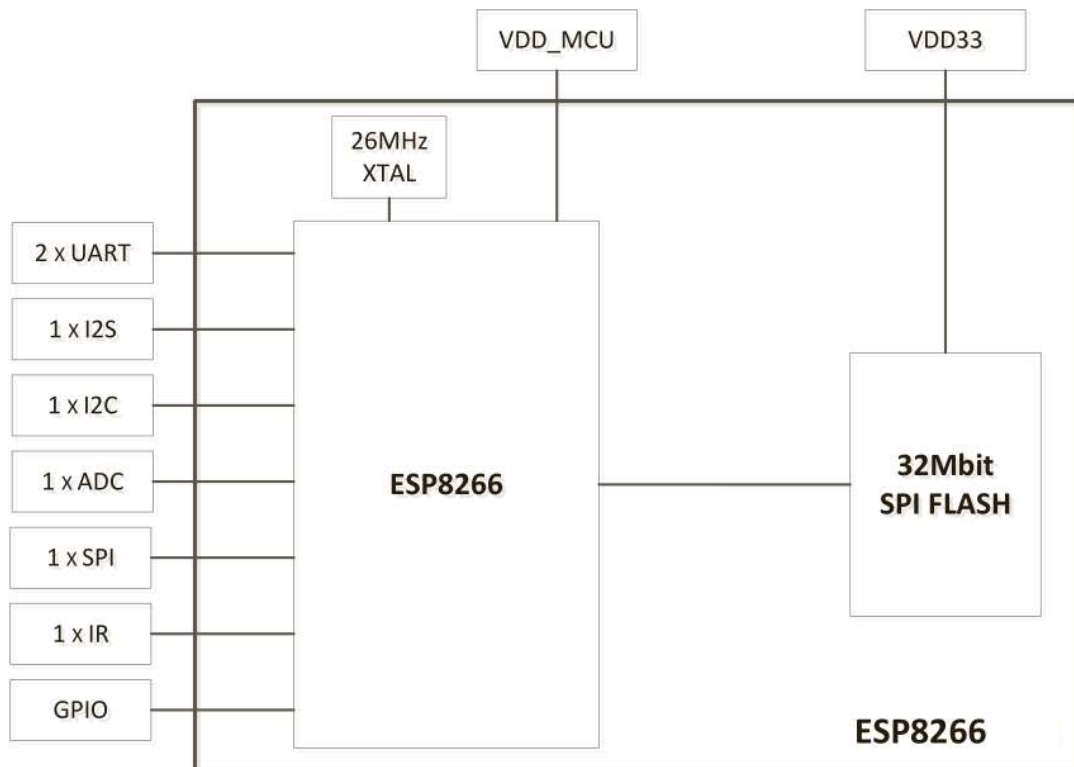 VDD_MCU
VDD33
26MHz
XTAL
2 x UART
1 x I2S
1 x I2C
1 x ADC
1 x SPI
1 x IR
GPIO
ESP8266
32Mbit
SPI FLASH
ESP8266